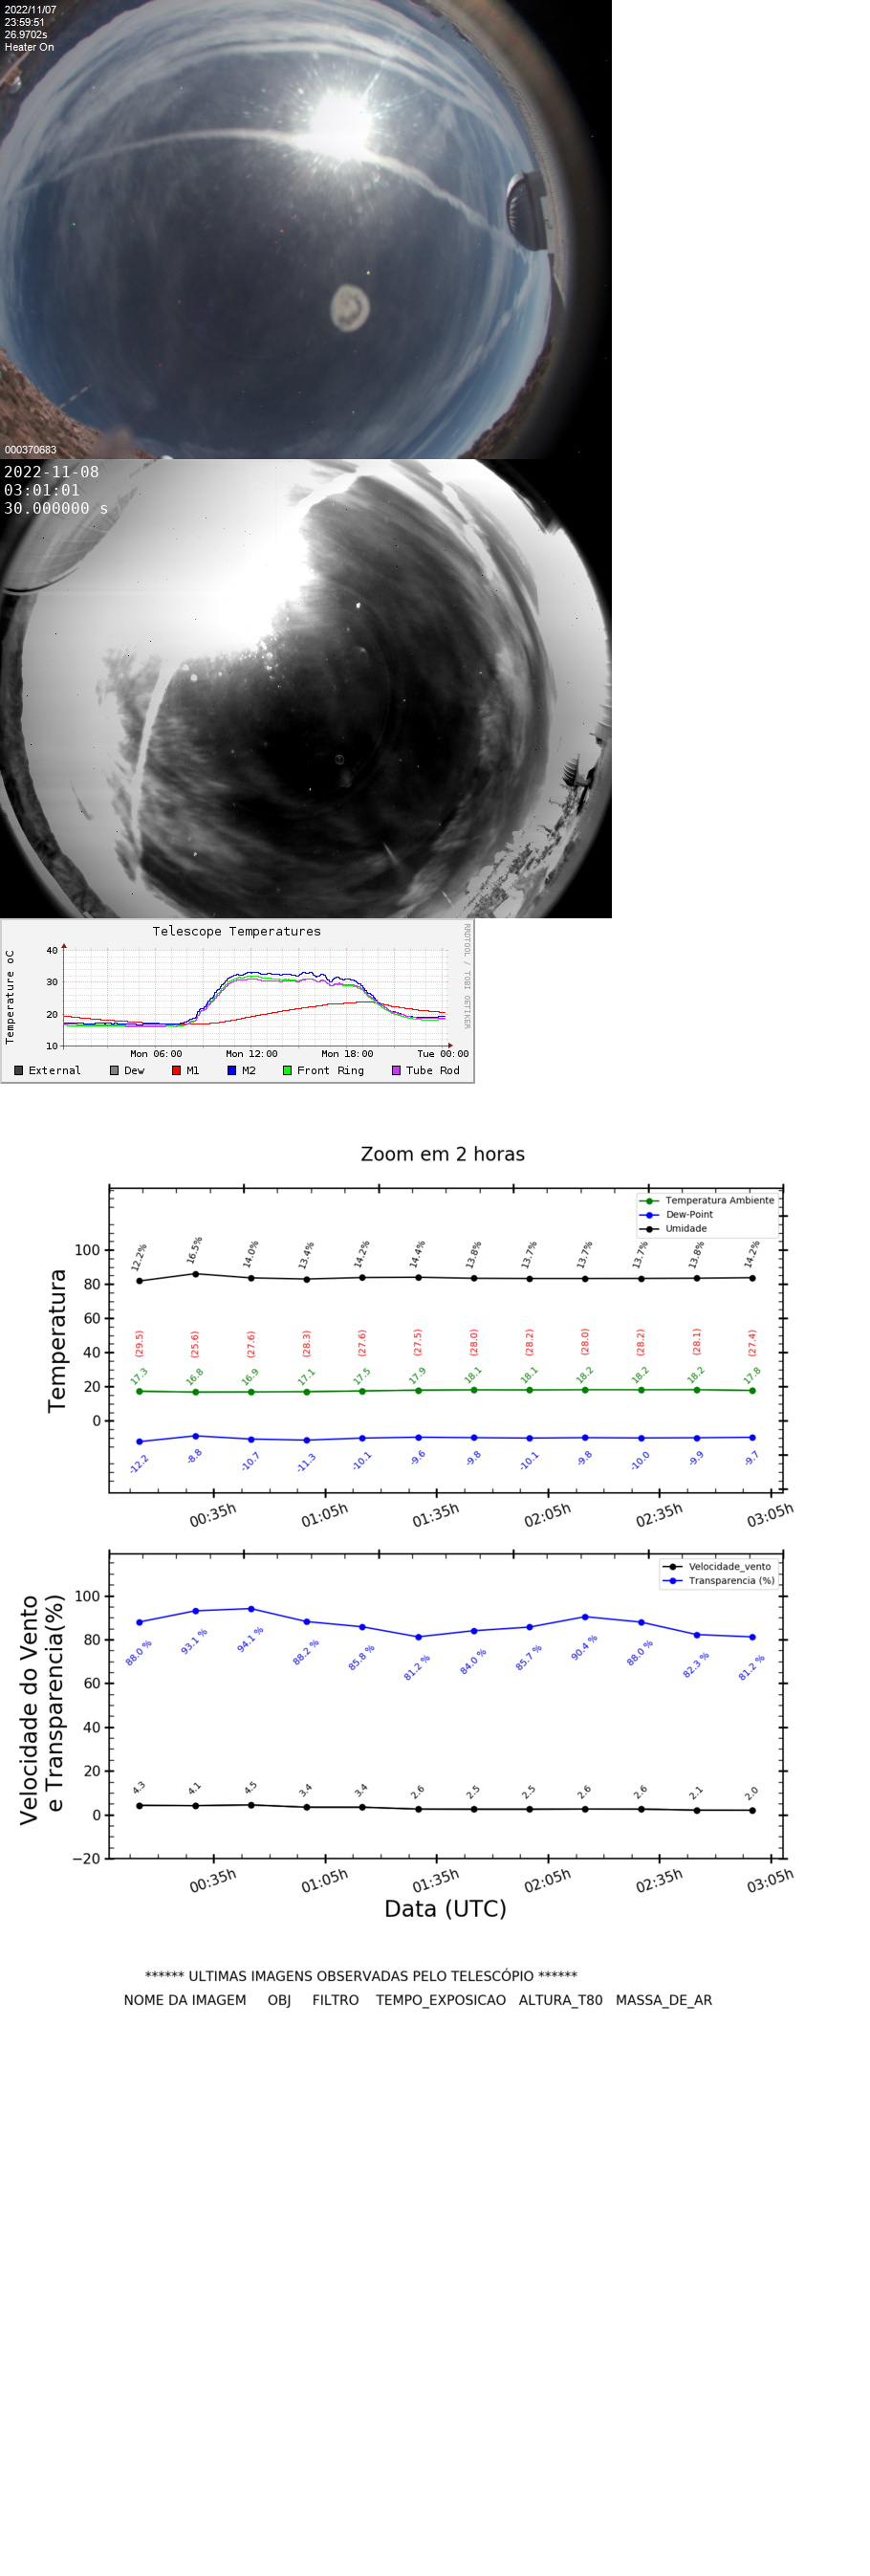 2022/11/07
23:59:51
26.9702s
Heater On
000370683
2022-11-08
03:01:01
30.000000 s
Telescope Temperatures
RRDTOOL / TOBI OETIKER
Temperature oC
40
30
20
10
Mon 06:00 Mon 12:00 Mon 18:00 Tue 00:00
External Dew M1 M2 Front Ring Tube Rod
Zoom em 2 horas
Temperatura Ambiente
Dew-Point
Umidade
Temperatura
100
80
60
40
20
0
12.2% 16.5% 14.0% 13.4% 14.2% 14.4% 13.8% 13.7% 13.7% 13.7% 13.8% 14.2%
(29.5) (25.6) (27.6) (28.3) (27.6) (27.5) (28.0) (28.2) (28.0) (28.2) (28.1) (27.4)
17.3 16.8 16.9 17.1 17.5 17.9 18.1 18.1 18.2 18.2 18.2 17.8
-12.2 -8.8 -10.7 -11.3 -10.1 -9.6 -9.8 -10.1 -9.8 -10.0 -9.9 -9.7
00:35h 01:05h 01:35h 02:05h 02:35h 03:05h
Velocidade_vento
Transparencia (%)
Velocidade do Vento
e Transparencia(%)
100
80
60
40
20
0
−20
88.0 % 93.1 % 94.1 % 88.2 % 85.8 % 81.2 % 84.0 % 85.7 % 90.4 % 88.0 % 82.3 % 81.2 %
4.3 4.1 4.5 3.4 3.4 2.6 2.5 2.5 2.6 2.6 2.1 2.0
00:35h 01:05h 01:35h 02:05h 02:35h 03:05h
Data (UTC)
****** ULTIMAS IMAGENS OBSERVADAS PELO TELESCÓPIO ******
NOME DA IMAGEM OBJ FILTRO TEMPO_EXPOSICAO ALTURA_T80 MASSA_DE_AR